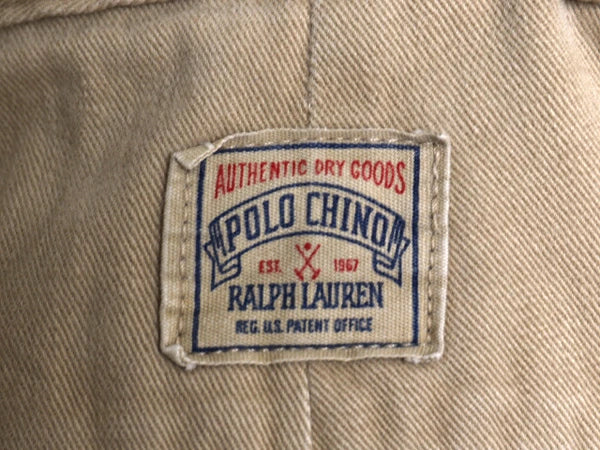 AUTHENTIC DRY GOODS
POLO CHINO
EST. 1967
RALPH LAUREN
REG. U.S. PATENT OFFICE